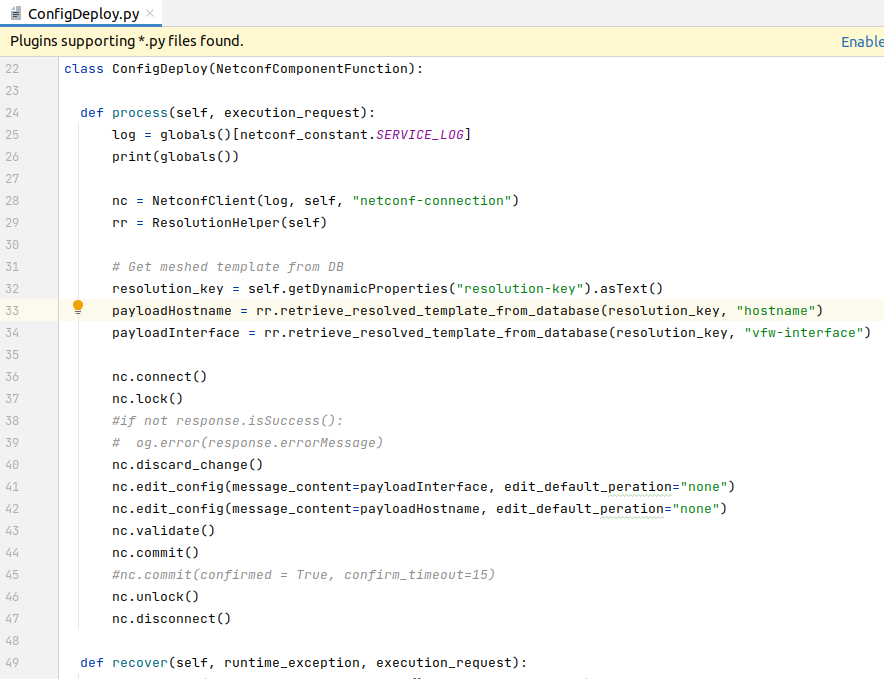 ConfigDeploy.py
Plugins supporting *.py files found.
Enable
22 class ConfigDeploy(NetconfComponentFunction):
23
24 def process(self, execution_request):
25 log = globals()[netconf_constant.SERVICE_LOG]
26 print(globals())
27
28 nc = NetconfClient(log, self, "netconf-connection")
29 rr = ResolutionHelper(self)
30
31 # Get meshed template from DB
32 resolution_key = self.getDynamicProperties("resolution-key").asText()
33 payloadHostname = rr.retrieve_resolved_template_from_database(resolution_key, "hostname")
34 payloadInterface = rr.retrieve_resolved_template_from_database(resolution_key, "vfw-interface")
35
36 nc.connect()
37 nc.lock()
38 #if not response.isSuccess():
39 #  og.error(response.errorMessage)
40 nc.discard_change()
41 nc.edit_config(message_content=payloadInterface, edit_default_peration="none")
42 nc.edit_config(message_content=payloadHostname, edit_default_peration="none")
43 nc.validate()
44 nc.commit()
45 #nc.commit(confirmed = True, confirm_timeout=15)
46 nc.unlock()
47 nc.disconnect()
48
49 def recover(self, runtime_exception, execution_request):